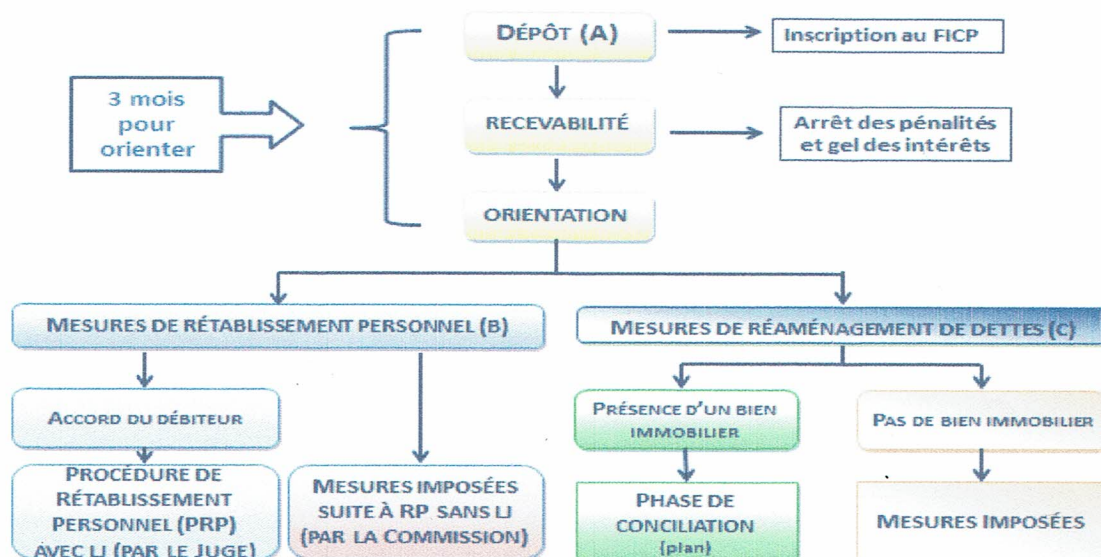 DÉPÔT (A)
Inscription au FICP
3 mois
pour
orienter
RECEVABILITÉ
Arrêt des pénalités
et gel des intérêts
ORIENTATION
MESURES DE RÉTABLISSEMENT PERSONNEL (B)
MESURES DE RÉAMÉNAGEMENT DE DETTES (C)
ACCORD DU DÉBITEUR
PRÉSENCE D'UN BIEN
IMMOBILIER
PAS DE BIEN IMMOBILIER
PROCÉDURE DE
RÉTABLISSEMENT
PERSONNEL (PRP)
AVEC LJ (PAR LE JUGE)
MESURES IMPOSÉES
SUITE À RP SANS LJ
(PAR LA COMMISSION)
PHASE DE
CONCILIATION
(plan)
MESURES IMPOSÉES